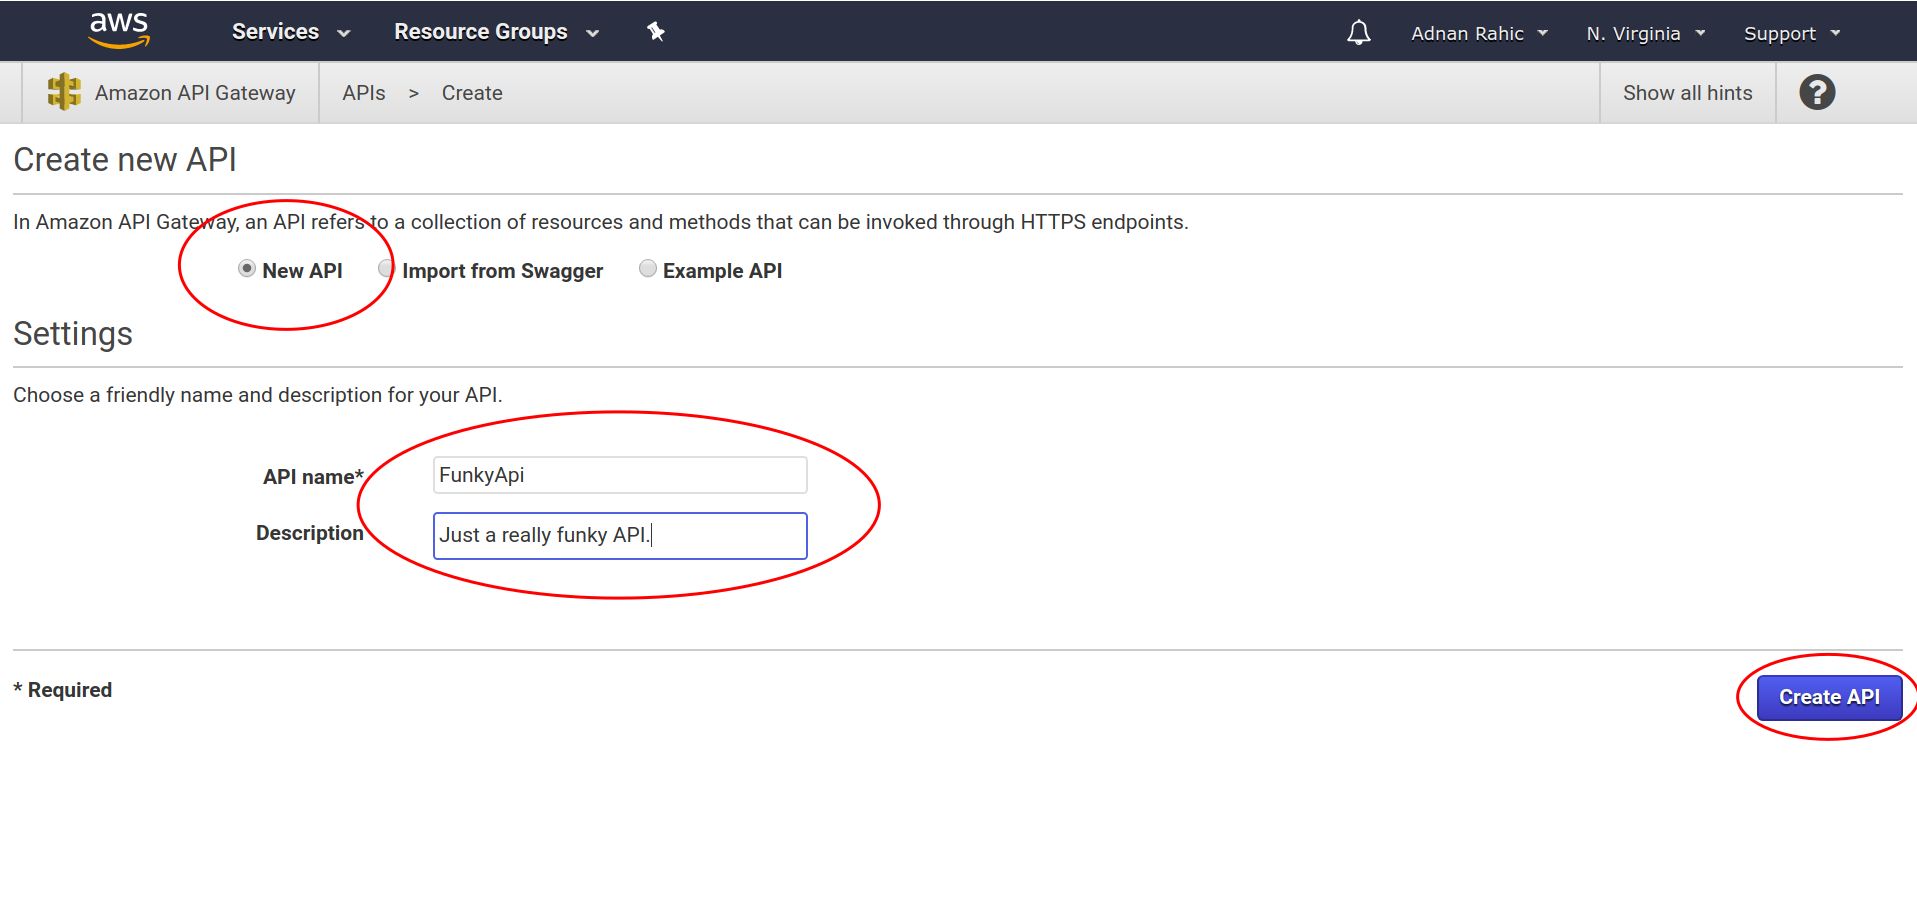 aws Services Resource Groups Adnan Rahic N. Virginia Support
Amazon API Gateway APIs > Create Show all hints ?
Create new API
In Amazon API Gateway, an API refers to a collection of resources and methods that can be invoked through HTTPS endpoints.
New API Import from Swagger Example API
Settings
Choose a friendly name and description for your API.
API name* FunkyApi
Description Just a really funky API.
* Required Create API